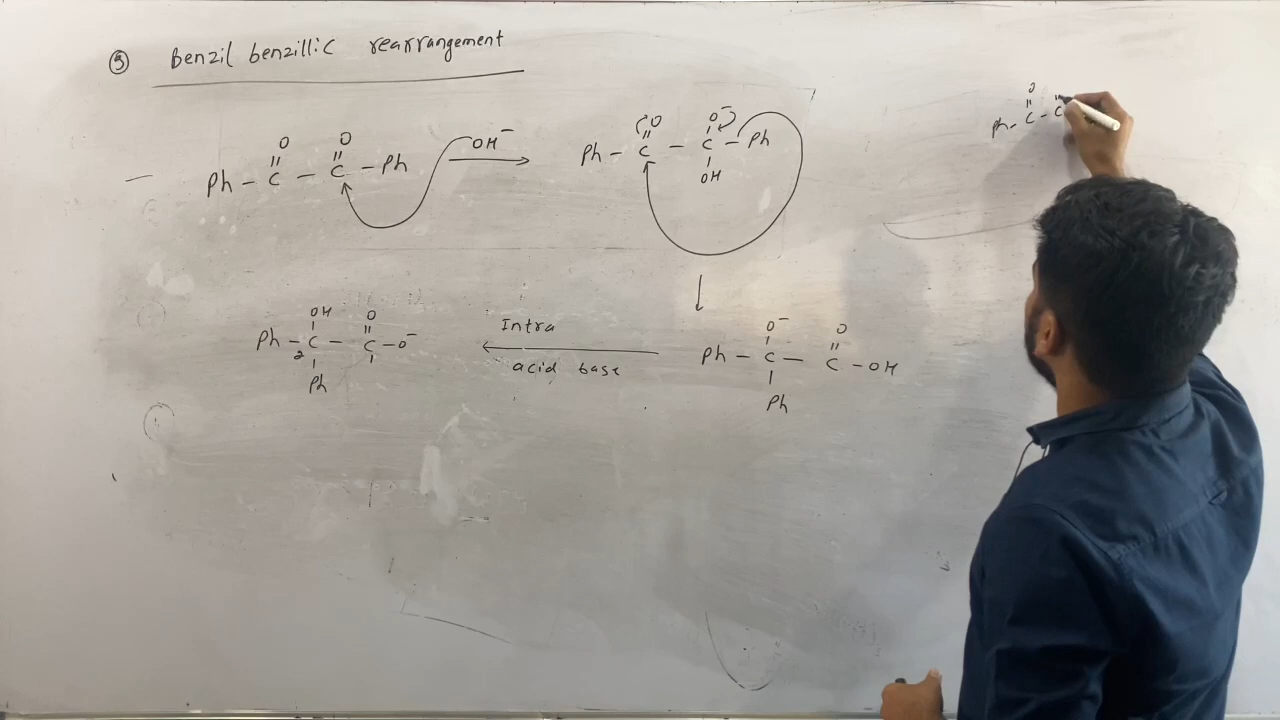 ③ Benzil benzillic rearrangement
O O
Ph - C - C - Ph OH⁻
O O⁻
Ph - C - C - Ph
OH
O
Ph - C - C
OH O
Ph - C - C - O⁻
2
Ph
Intra
acid base
O⁻ O
Ph - C - C - OH
Ph